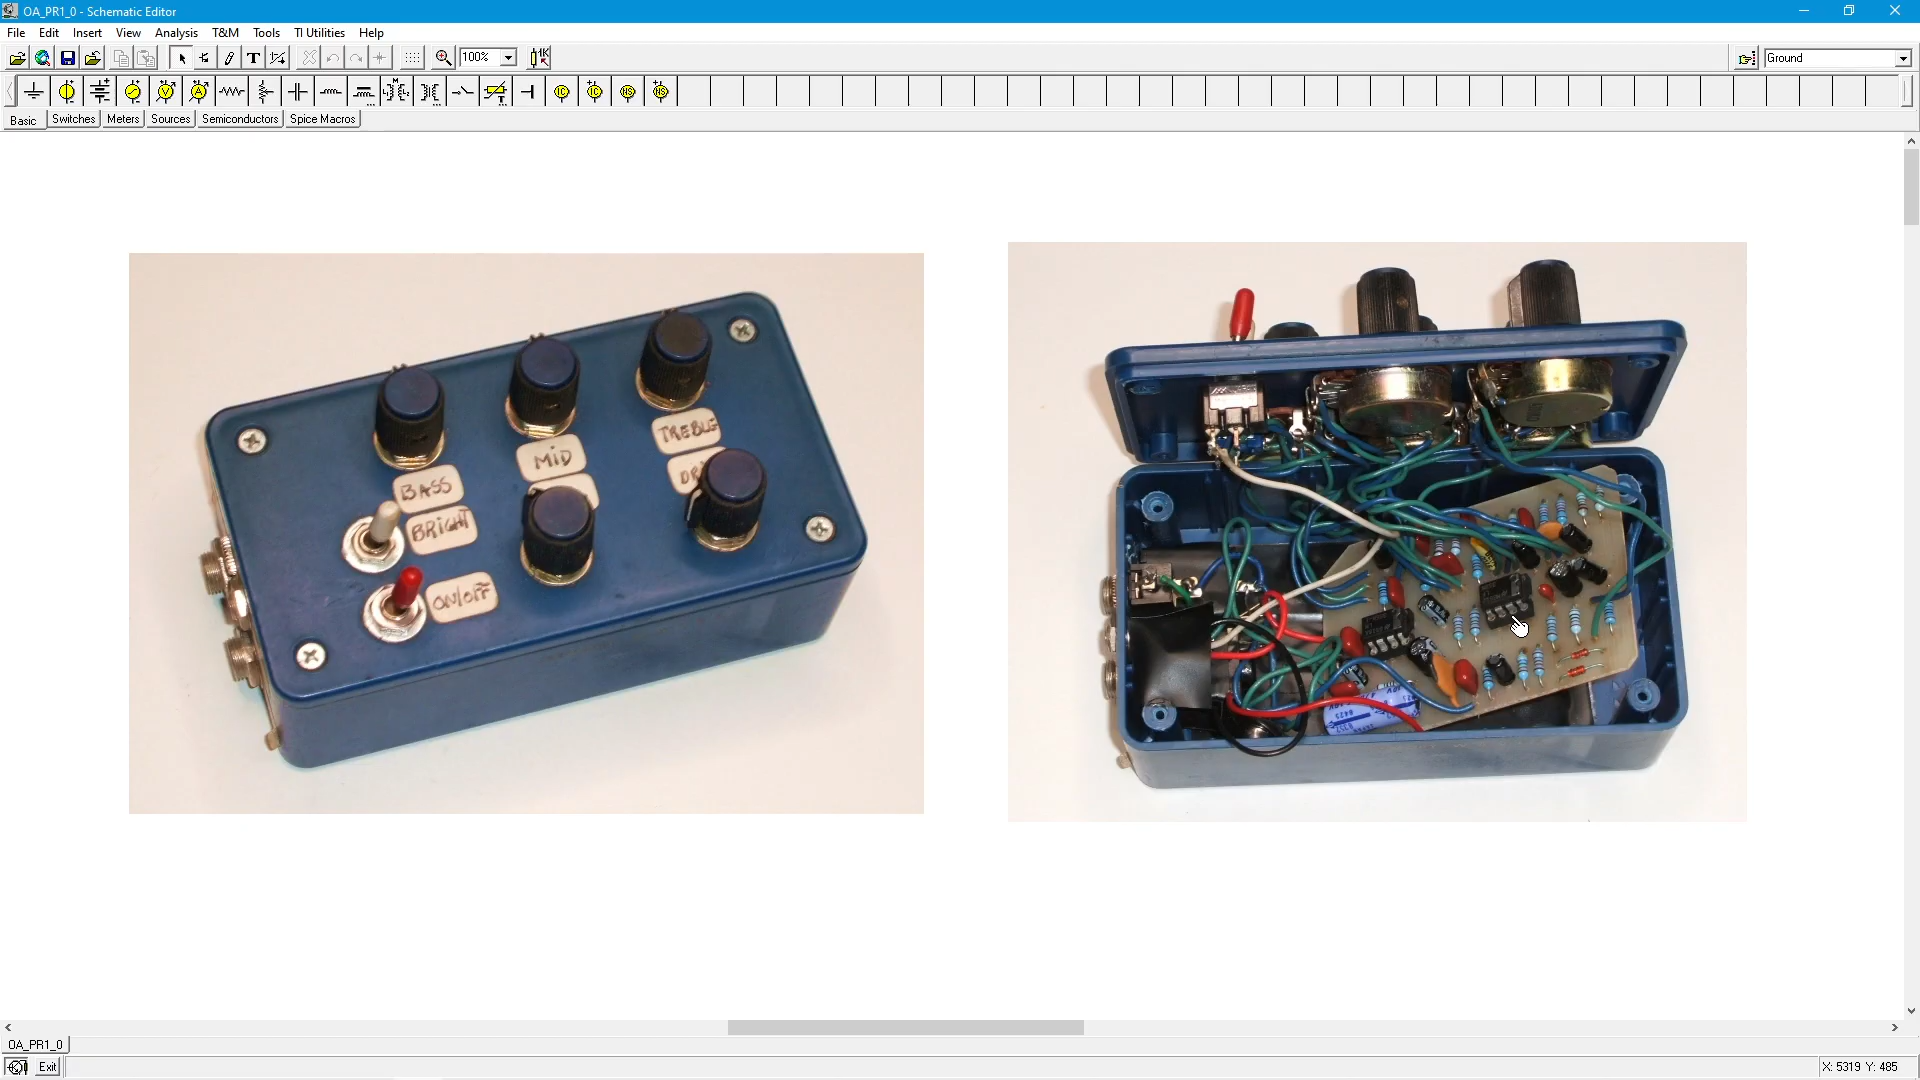 OA_PR1_0 - Schematic Editor
File Edit Insert View Analysis T&M Tools TI Utilities Help
100%
Ground
Basic Switches Meters Sources Semiconductors Spice Macros
TREBLE
MID
BASS
BRIGHT
ON/OFF
OA_PR1_0
Exit
X: 5319 Y: 485